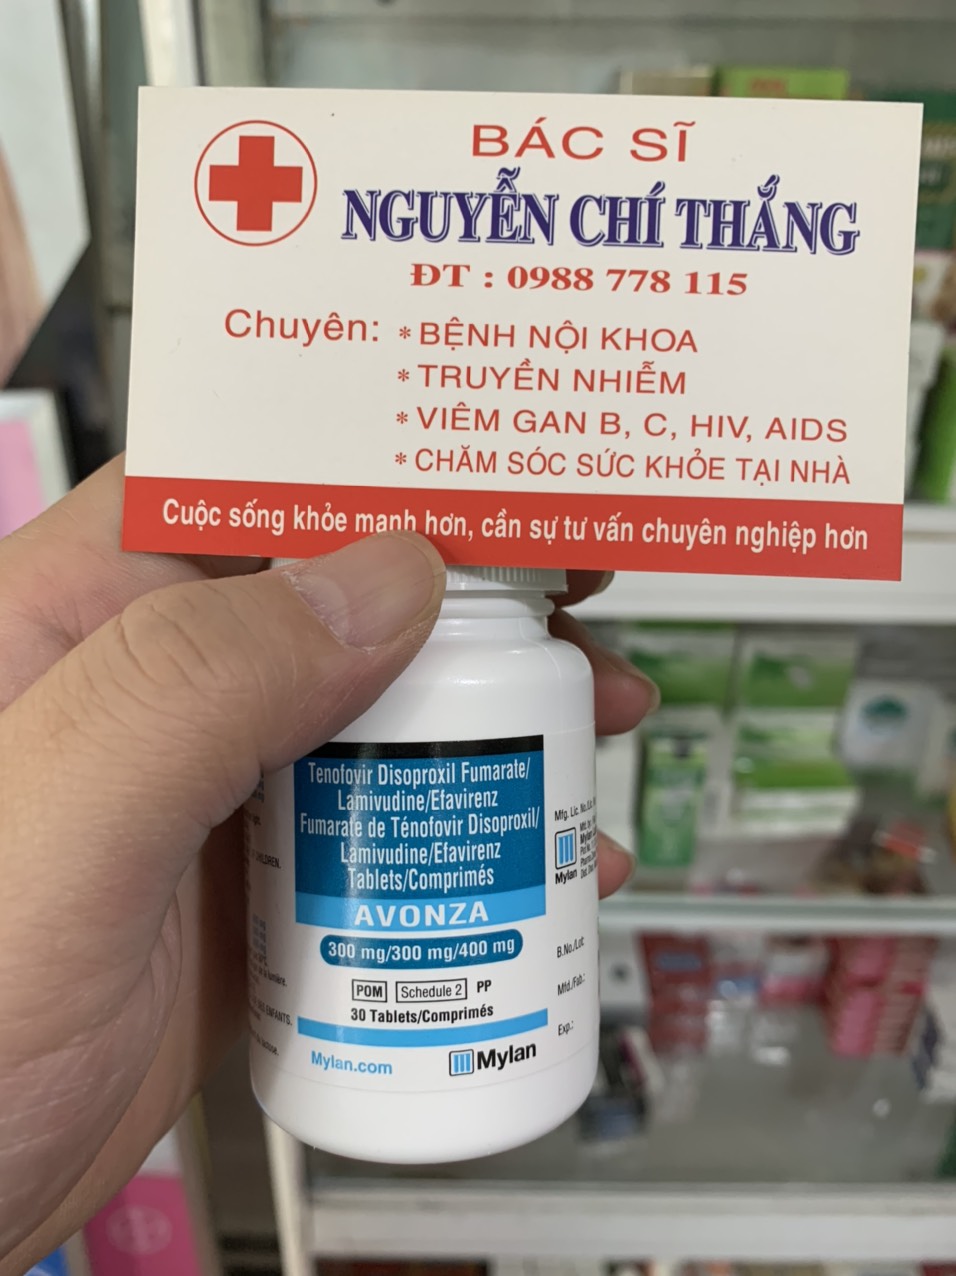 BÁC SĨ
NGUYỄN CHÍ THẮNG
ĐT : 0988 778 115
Chuyên: * BỆNH NỘI KHOA
* TRUYỀN NHIỄM
* VIÊM GAN B, C, HIV, AIDS
* CHĂM SÓC SỨC KHỎE TẠI NHÀ
Cuộc sống khỏe mạnh hơn, cần sự tư vấn chuyên nghiệp hơn
Tenofovir Disoproxil Fumarate/
Lamivudine/Efavirenz
Fumarate de Ténofovir Disoproxil/
Lamivudine/Efavirenz
Tablets/Comprimés
AVONZA
300 mg/300 mg/400 mg
POM Schedule 2 PP
30 Tablets/Comprimés
Mylan.com
Mylan
Mfg. Lic. No.
Mylan
B.No./Lot:
Mfd./Fab.:
Exp.: